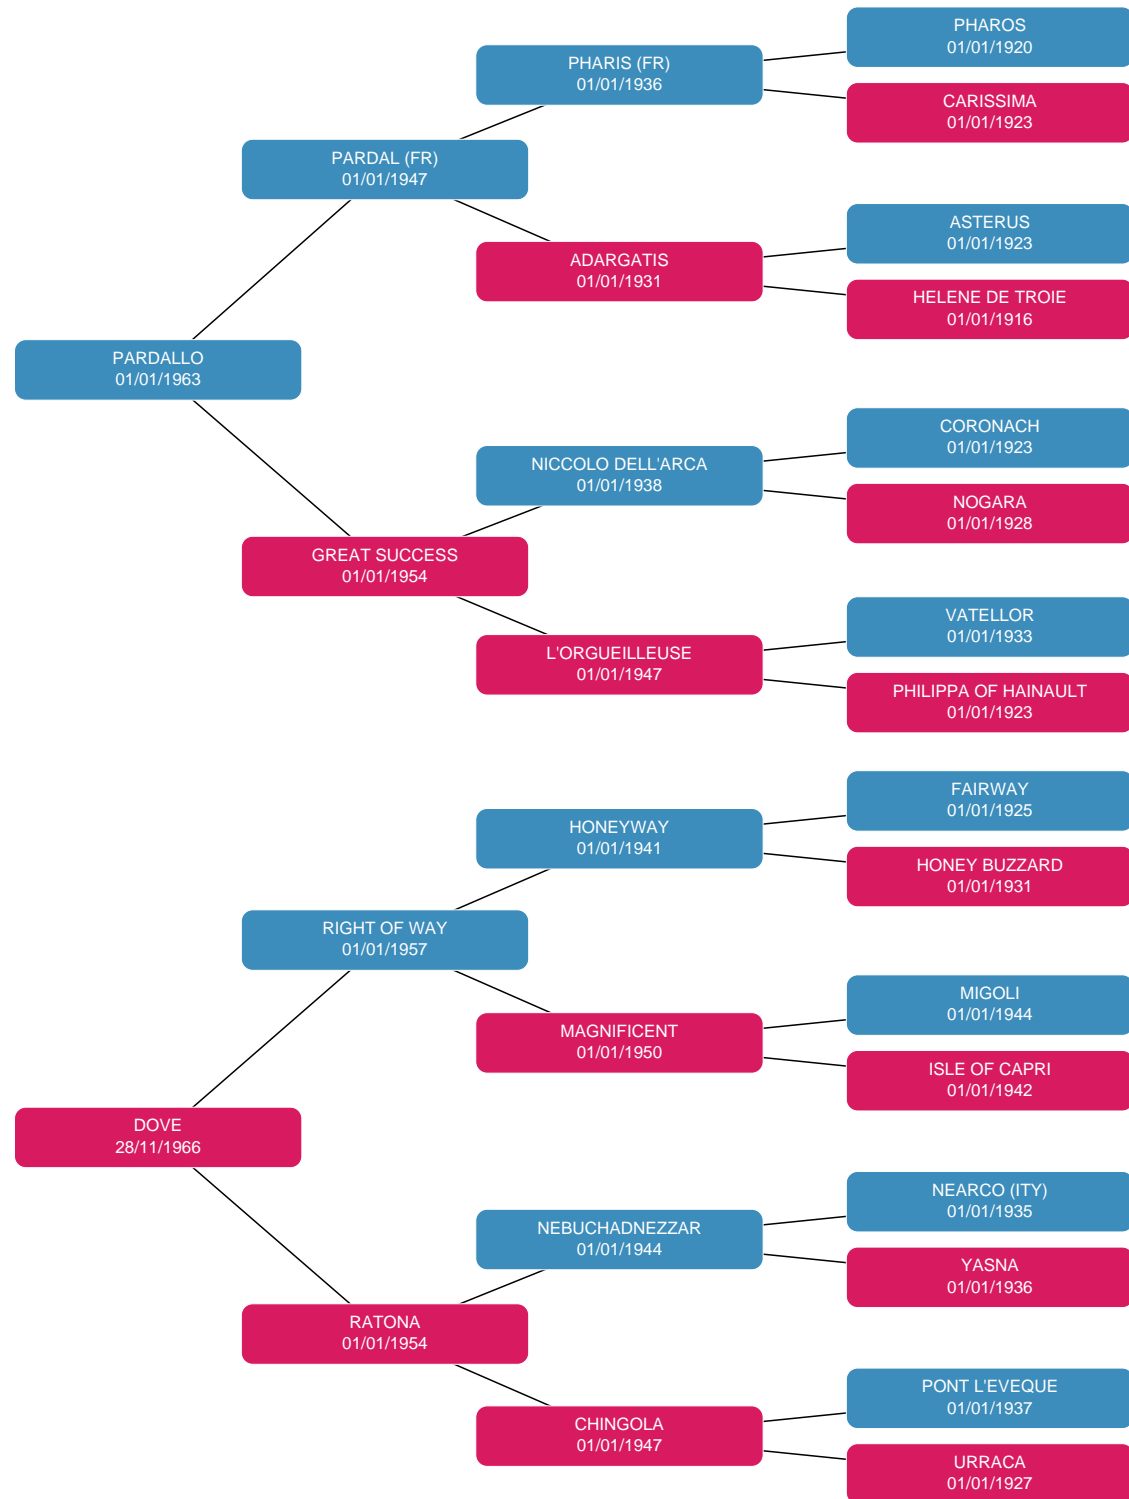 PHAROS
01/01/1920
PHARIS (FR)
01/01/1936
CARISSIMA
01/01/1923
PARDAL (FR)
01/01/1947
ASTERUS
01/01/1923
ADARGATIS
01/01/1931
HELENE DE TROIE
01/01/1916
PARDALLO
01/01/1963
CORONACH
01/01/1923
NICCOLO DELL'ARCA
01/01/1938
NOGARA
01/01/1928
GREAT SUCCESS
01/01/1954
VATELLOR
01/01/1933
L'ORGUEILLEUSE
01/01/1947
PHILIPPA OF HAINAULT
01/01/1923
FAIRWAY
01/01/1925
HONEYWAY
01/01/1941
HONEY BUZZARD
01/01/1931
RIGHT OF WAY
01/01/1957
MIGOLI
01/01/1944
MAGNIFICENT
01/01/1950
ISLE OF CAPRI
01/01/1942
DOVE
28/11/1966
NEARCO (ITY)
01/01/1935
NEBUCHADNEZZAR
01/01/1944
YASNA
01/01/1936
RATONA
01/01/1954
PONT L'EVEQUE
01/01/1937
CHINGOLA
01/01/1947
URRACA
01/01/1927